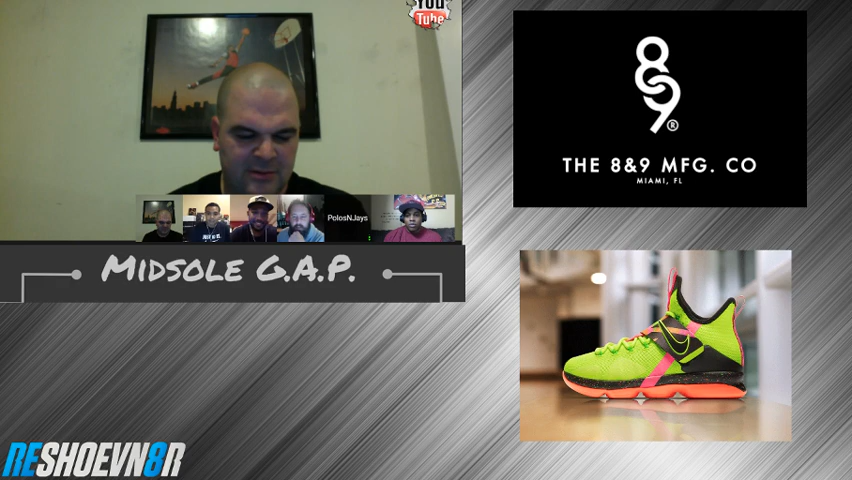 You
Tube
PolosNJays
MIDSOLE G.A.P.
RESHOEVN8R
8&9®
THE 8&9 MFG. CO
MIAMI, FL